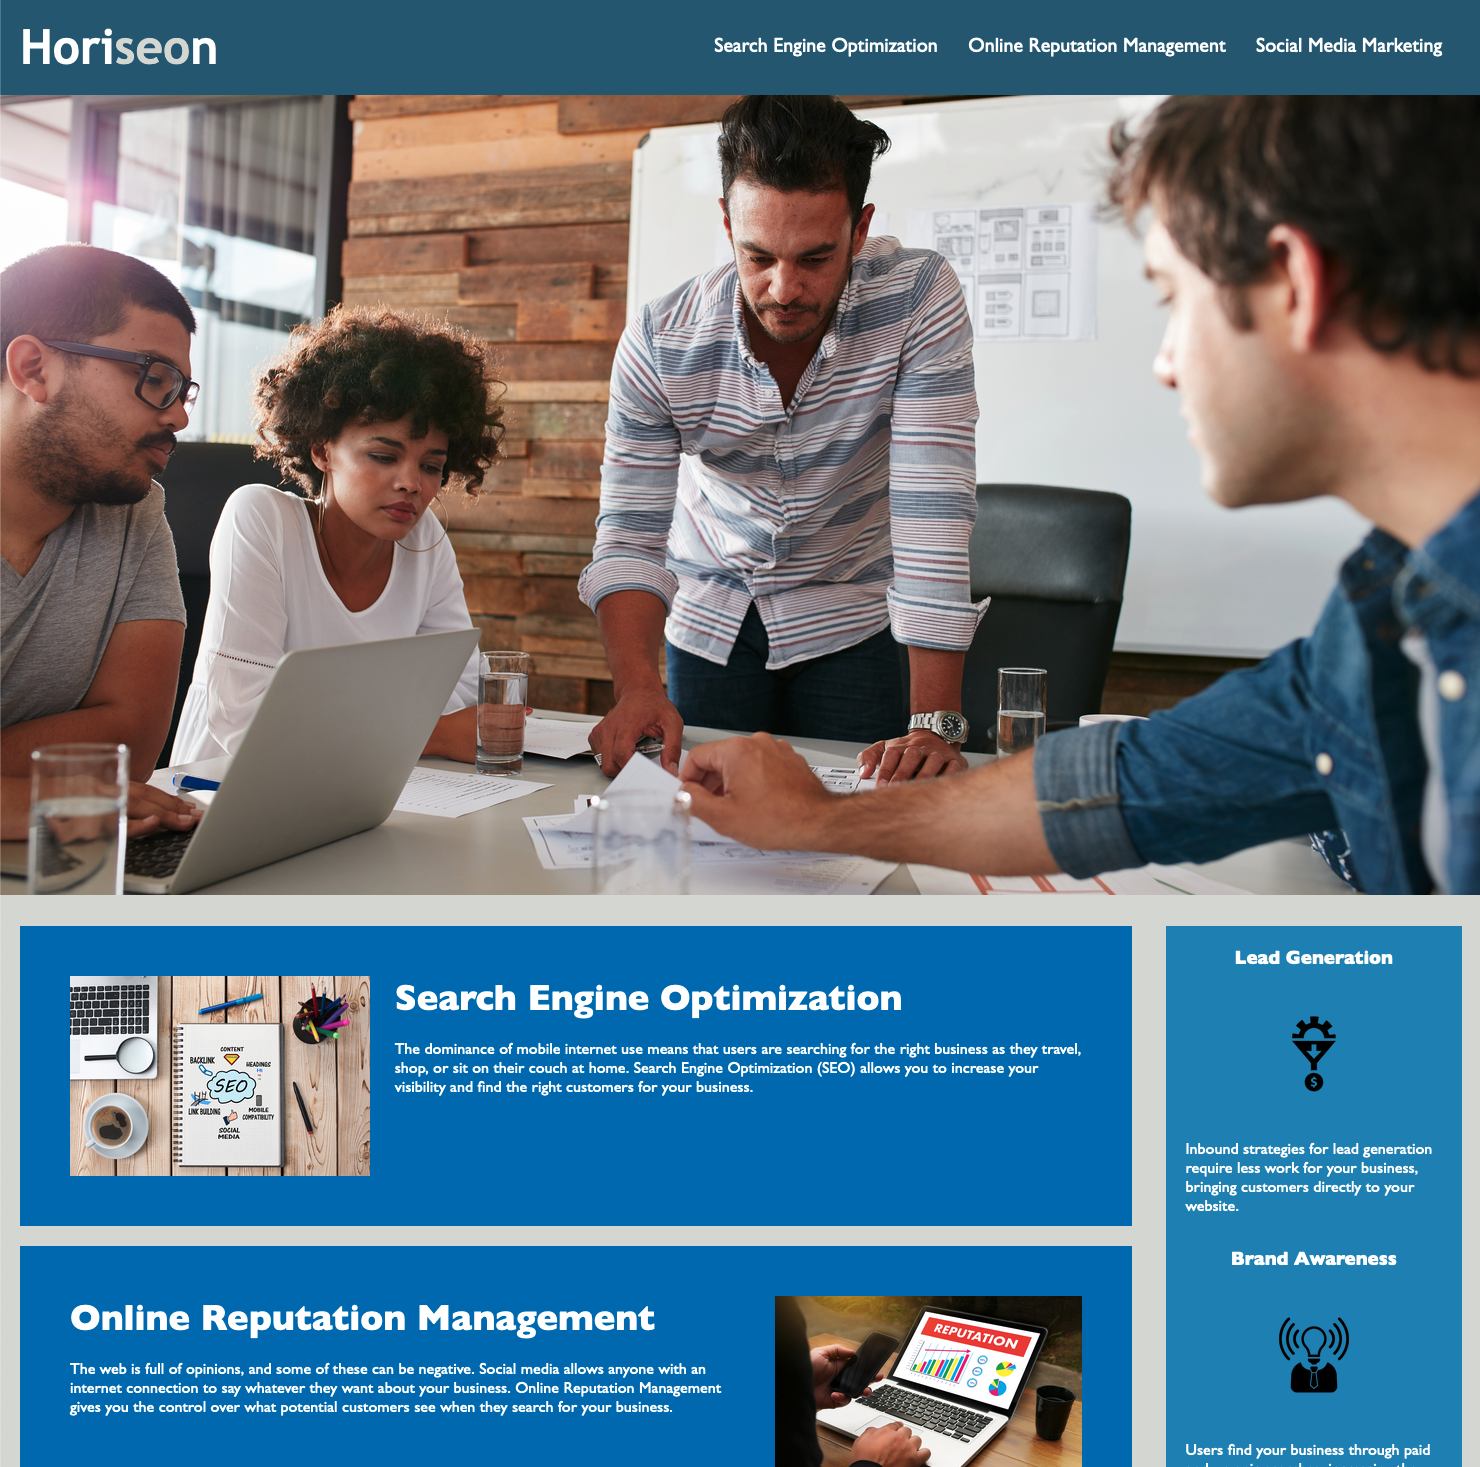 Horiseon
Search Engine Optimization
Online Reputation Management
Social Media Marketing
CONTENT
BACKLINK
HEADINGS
SEO
LINK BUILDING
MOBILE
COMPATIBILITY
SOCIAL
MEDIA
Search Engine Optimization
The dominance of mobile internet use means that users are searching for the right business as they travel,
shop, or sit on their couch at home. Search Engine Optimization (SEO) allows you to increase your
visibility and find the right customers for your business.
Online Reputation Management
The web is full of opinions, and some of these can be negative. Social media allows anyone with an
internet connection to say whatever they want about your business. Online Reputation Management
gives you the control over what potential customers see when they search for your business.
REPUTATION
Lead Generation
$
Inbound strategies for lead generation
require less work for your business,
bringing customers directly to your
website.
Brand Awareness
Users find your business through paid